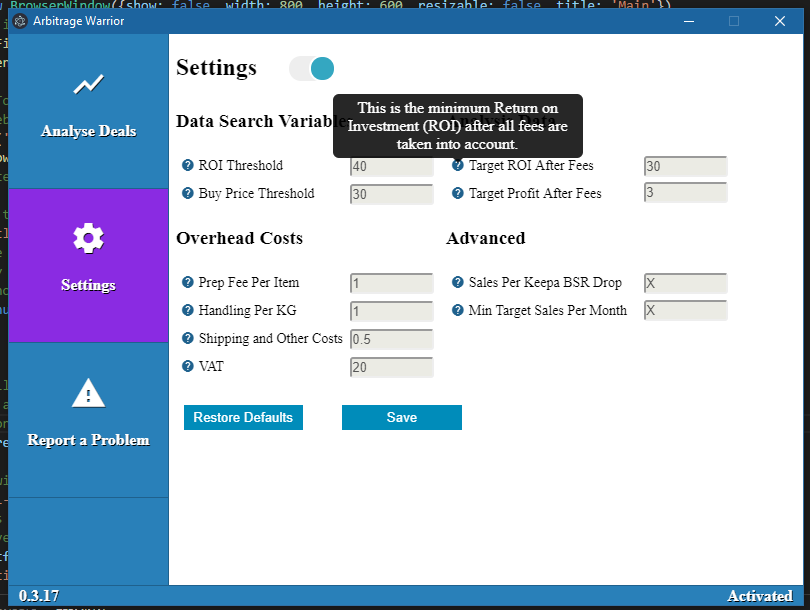 BrowserWindow({show: false, width: 800, height: 600, resizable: false, title: 'Main'})
Arbitrage Warrior
Analyse Deals
Settings
Report a Problem
Settings
This is the minimum Return on
Investment (ROI) after all fees are
taken into account.
Data Search Variable
ROI Threshold 40
Buy Price Threshold 30
Target ROI After Fees 30
Target Profit After Fees 3
Overhead Costs
Prep Fee Per Item 1
Handling Per KG 1
Shipping and Other Costs 0.5
VAT 20
Advanced
Sales Per Keepa BSR Drop X
Min Target Sales Per Month X
Restore Defaults Save
0.3.17 Activated